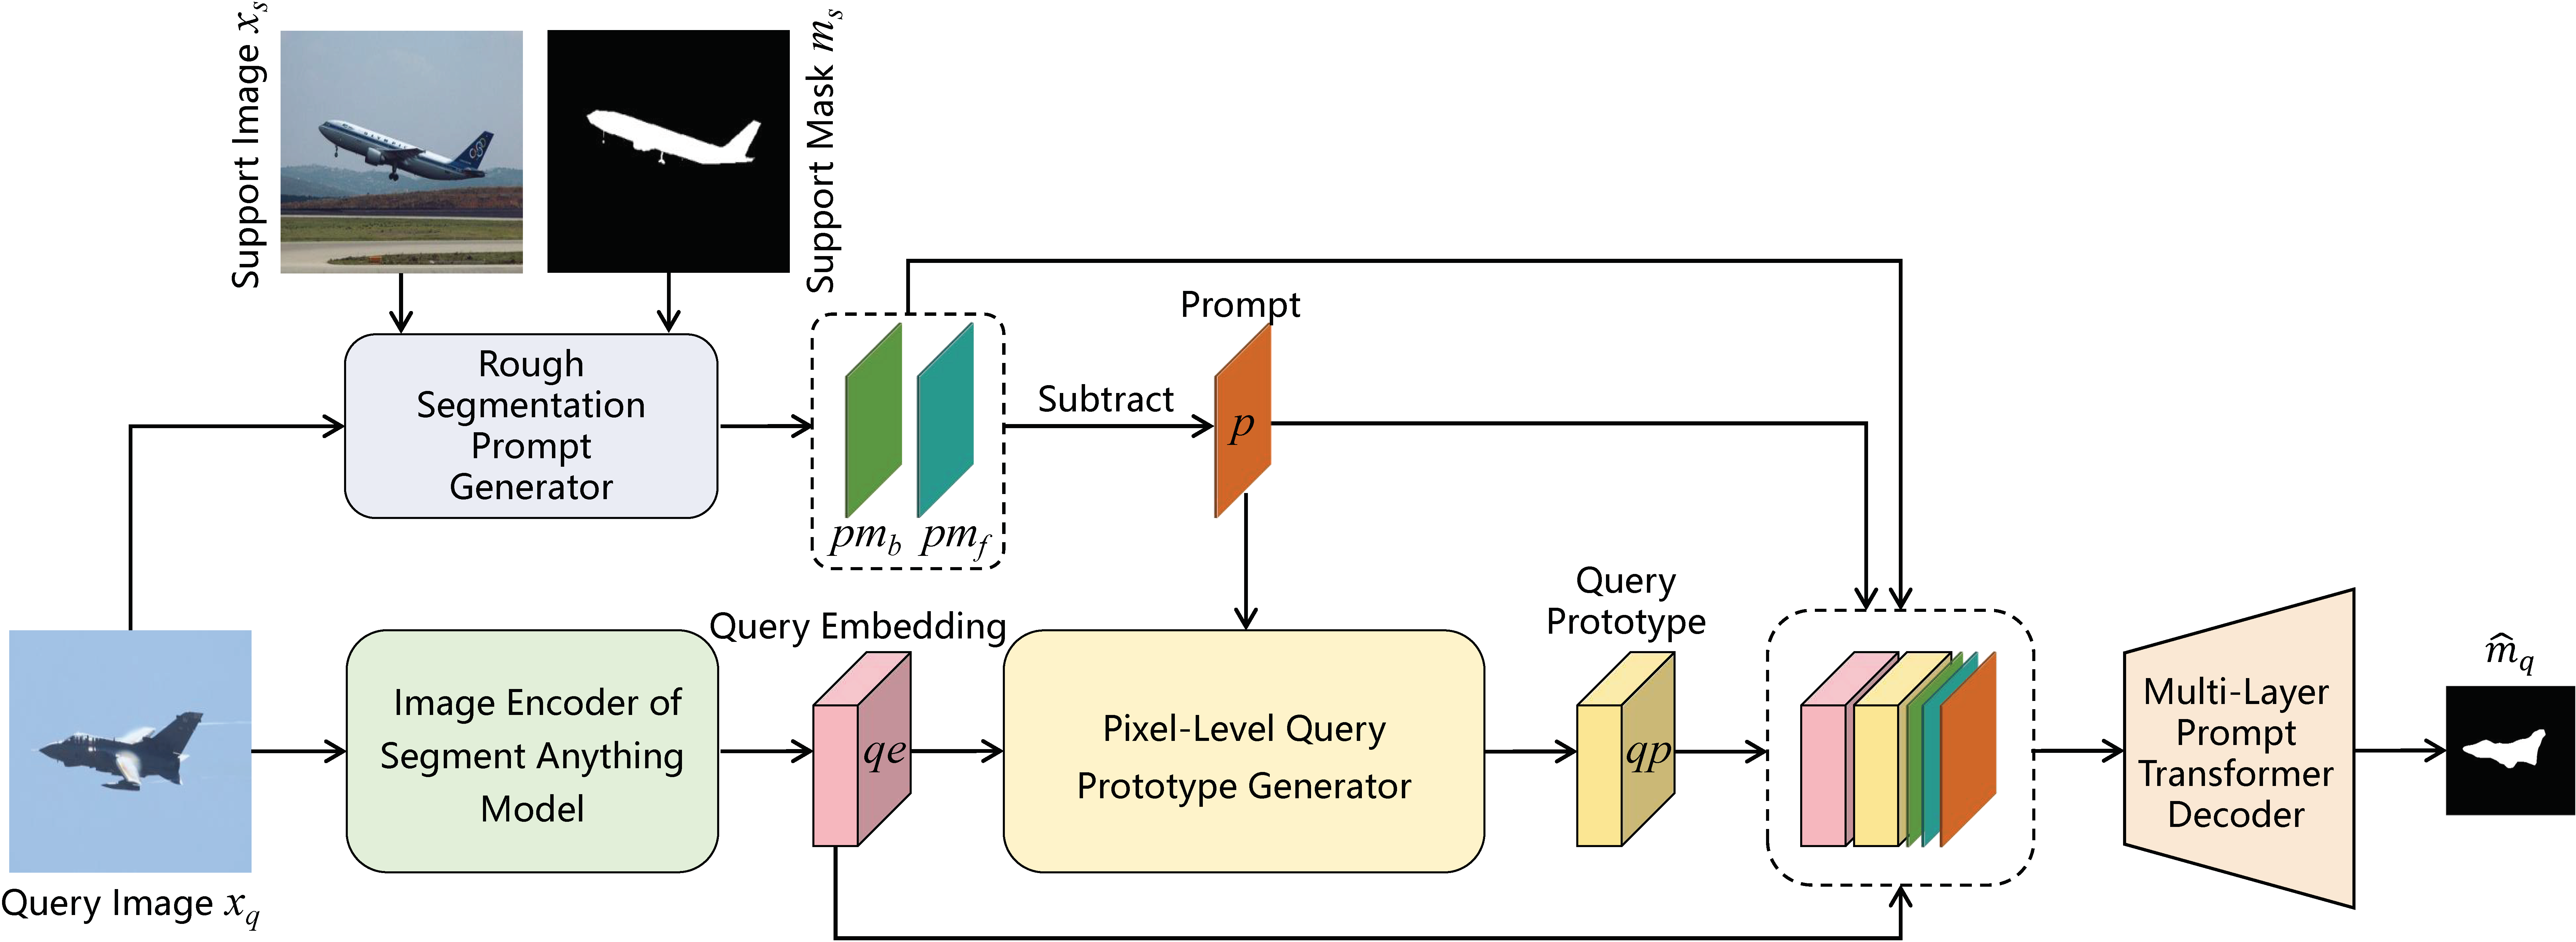 Support Image x_s
Support Mask m_s
Rough
Segmentation
Prompt
Generator
pm_b
pm_f
Subtract
Prompt
p
Query Image x_q
Image Encoder of
Segment Anything
Model
Query Embedding
qe
Pixel-Level Query
Prototype Generator
Query
Prototype
qp
Multi-Layer
Prompt
Transformer
Decoder
m̂_q